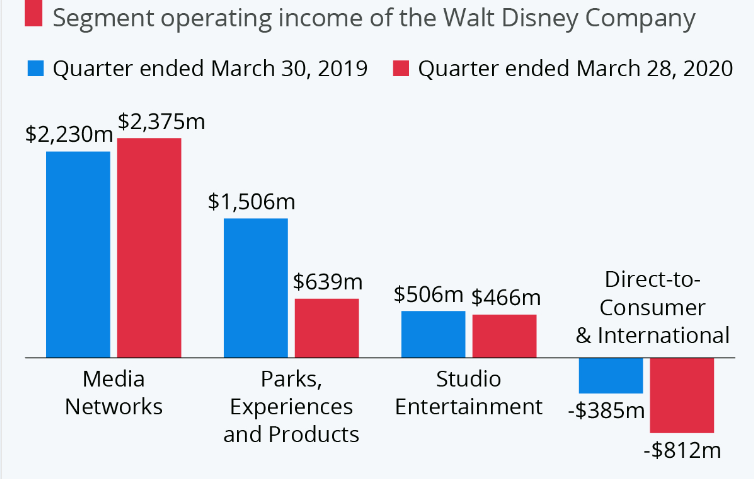 Segment operating income of the Walt Disney Company
Quarter ended March 30, 2019
Quarter ended March 28, 2020
$2,230m
$2,375m
$1,506m
$639m
$506m
$466m
Direct-to-
Consumer
& International
Media
Networks
Parks,
Experiences
and Products
Studio
Entertainment
-$385m
-$812m